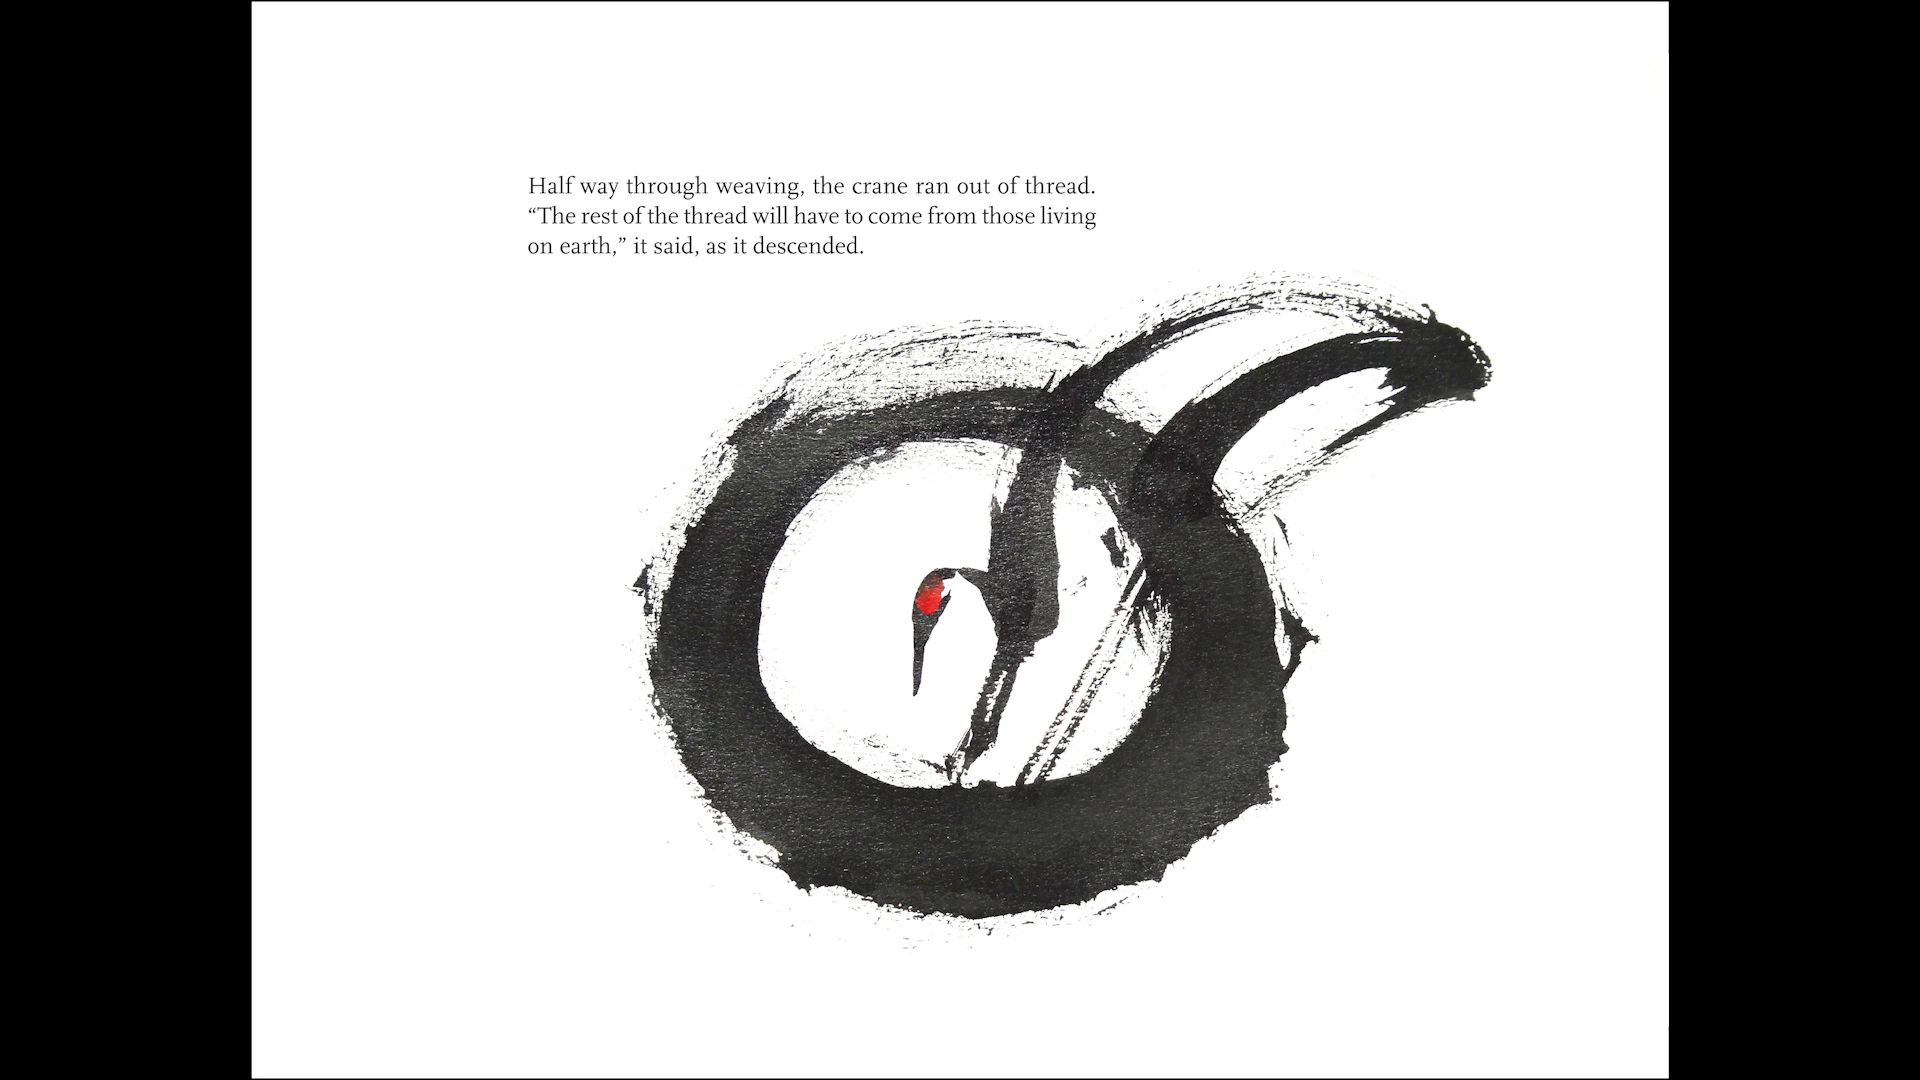 Half way through weaving, the crane ran out of thread.
“The rest of the thread will have to come from those living
on earth,” it said, as it descended.